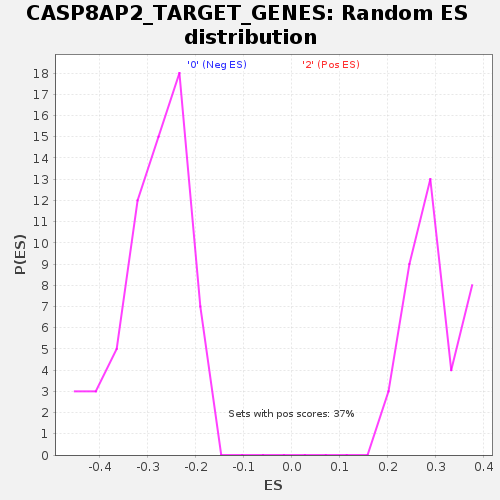 CASP8AP2_TARGET_GENES: Random ES
distribution
'0' (Neg ES) '2' (Pos ES)
18
17
16
15
14
13
12
11
10
9
8
7
6
5
4
3
2
1
0
P(ES)
Sets with pos scores: 37%
-0.4 -0.3 -0.2 -0.1 0.0 0.1 0.2 0.3 0.4
ES